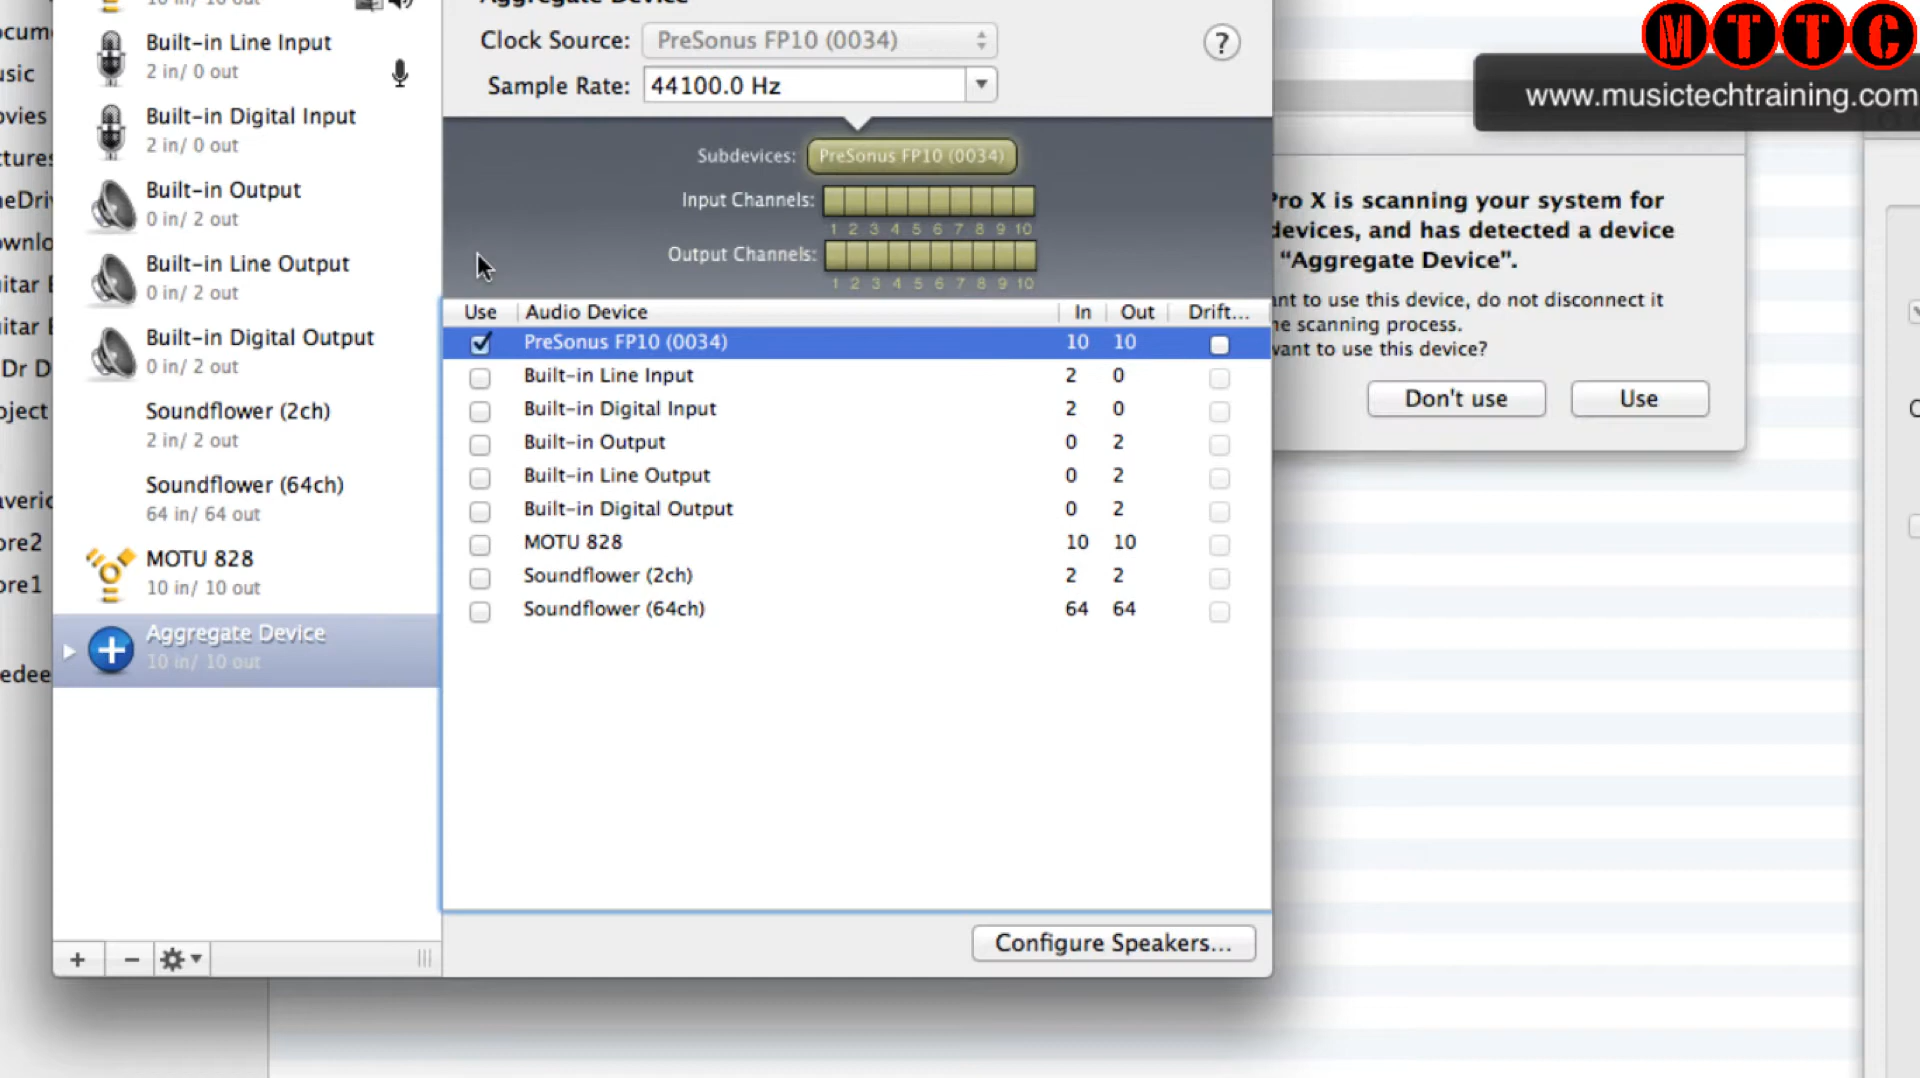 MTTC
www.musictechtraining.com
Clock Source: PreSonus FP10 (0034)
?
Sample Rate: 44100.0 Hz
Subdevices: PreSonus FP10 (0034)
Input Channels:
1 2 3 4 5 6 7 8 9 10
Output Channels:
1 2 3 4 5 6 7 8 9 10
Built-in Line Input
2 in/ 0 out
Built-in Digital Input
2 in/ 0 out
Built-in Output
0 in/ 2 out
Built-in Line Output
0 in/ 2 out
Built-in Digital Output
0 in/ 2 out
Soundflower (2ch)
2 in/ 2 out
Soundflower (64ch)
64 in/ 64 out
MOTU 828
10 in/ 10 out
Aggregate Device
10 in/ 10 out
Use Audio Device In Out Drift...
PreSonus FP10 (0034) 10 10
Built-in Line Input 2 0
Built-in Digital Input 2 0
Built-in Output 0 2
Built-in Line Output 0 2
Built-in Digital Output 0 2
MOTU 828 10 10
Soundflower (2ch) 2 2
Soundflower (64ch) 64 64
Configure Speakers...
Pro X is scanning your system for
devices, and has detected a device
“Aggregate Device”.
to use this device, do not disconnect it
scanning process.
want to use this device?
Don't use
Use